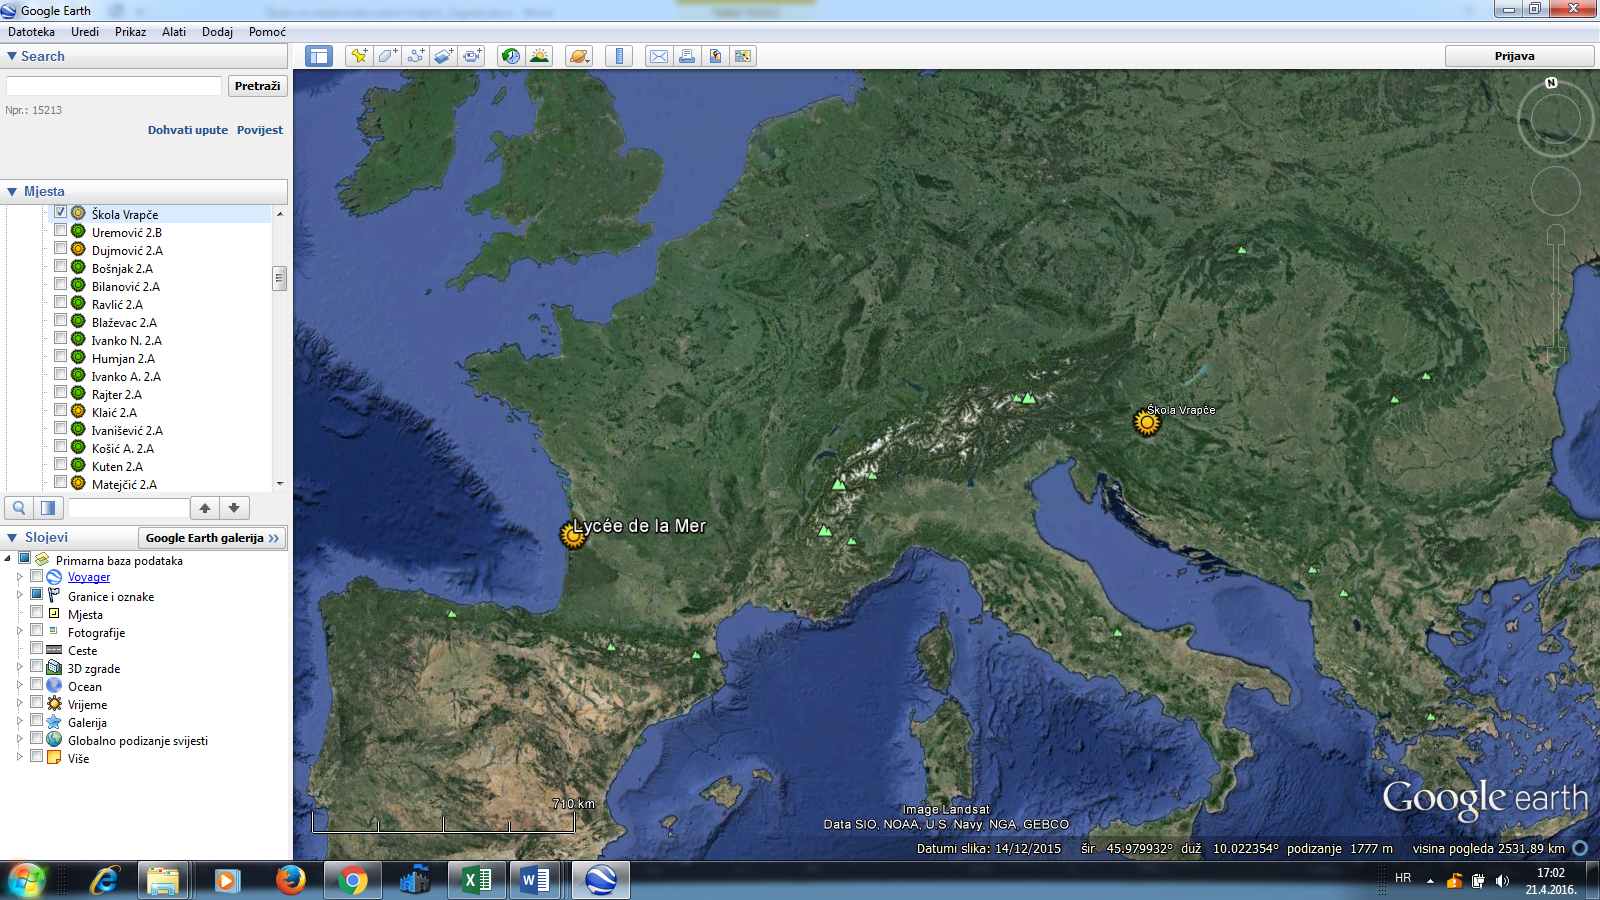 Google Earth
Datoteka Uredi Prikaz Alati Dodaj Pomoć
Search
Pretraži
Npr.: 15213
Dohvati upute Povijest
Mjesta
Škola Vrapče
Uremović 2.B
Dujmović 2.A
Bošnjak 2.A
Bilanović 2.A
Ravlić 2.A
Blaževac 2.A
Ivanko N. 2.A
Humjan 2.A
Ivanko A. 2.A
Rajter 2.A
Klaić 2.A
Ivanišević 2.A
Košić A. 2.A
Kuten 2.A
Matejčić 2.A
Slojevi
Google Earth galerija »
Primarna baza podataka
Voyager
Granice i oznake
Mjesta
Fotografije
Ceste
3D zgrade
Ocean
Vrijeme
Galerija
Globalno podizanje svijesti
Više
Prijava
N
Škola Vrapče
Lycée de la Mer
710 km
Image Landsat
Data SIO, NOAA, U.S. Navy, NGA, GEBCO
Google earth
Datumi slika: 14/12/2015 šir 45.979932° duž 10.022354° podizanje 1777 m visina pogleda 2531.89 km
HR
17:02
21.4.2016.